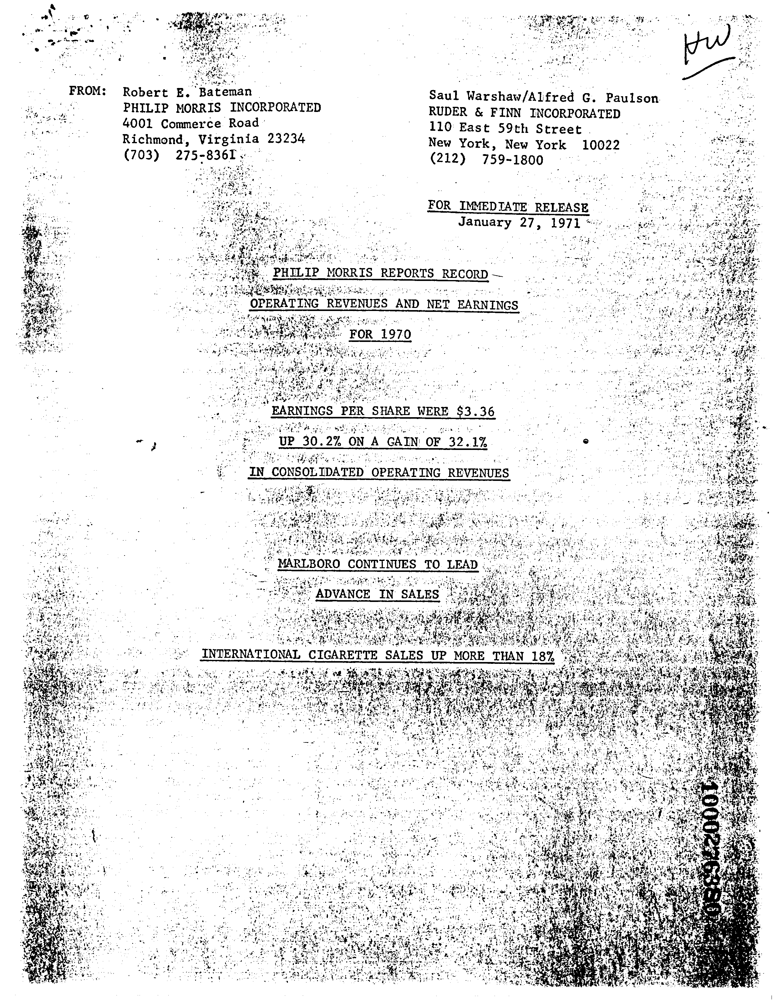 HW
FROM: Robert E. Bateman
PHILIP MORRIS INCORPORATED
4001 Commerce Road
Richmond, Virginia 23234
(703) 275-8361
Saul Warshaw/Alfred G. Paulson
RUDER & FINN INCORPORATED
110 East 59th Street
New York, New York 10022
(212) 759-1800
FOR IMMEDIATE RELEASE
January 27, 1971
PHILIP MORRIS REPORTS RECORD
OPERATING REVENUES AND NET EARNINGS
FOR 1970
EARNINGS PER SHARE WERE $3.36
UP 30.2% ON A GAIN OF 32.1%
IN CONSOLIDATED OPERATING REVENUES
MARLBORO CONTINUES TO LEAD
ADVANCE IN SALES
INTERNATIONAL CIGARETTE SALES UP MORE THAN 18%